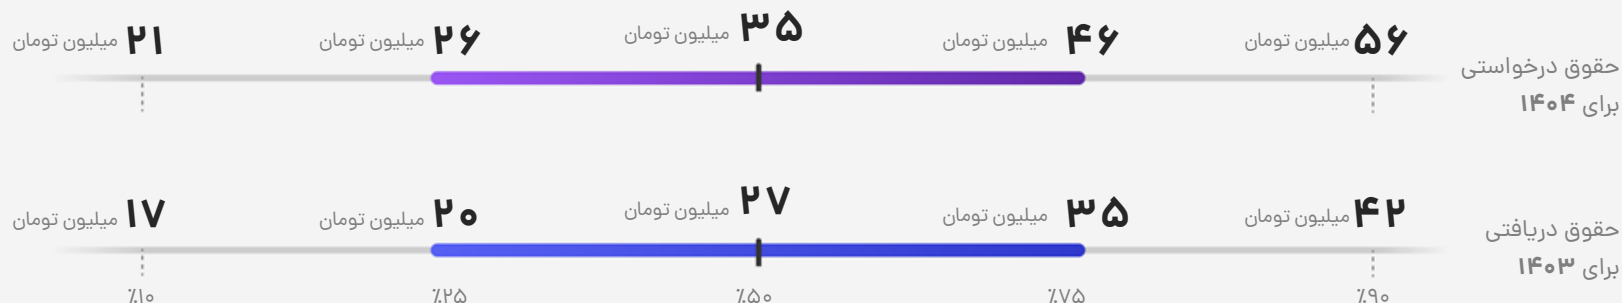 حقوق درخواستی
برای ۱۴۰۴
۵۶ میلیون تومان
۴۶ میلیون تومان
۳۵ میلیون تومان
۲۶ میلیون تومان
۲۱ میلیون تومان
حقوق دریافتی
برای ۱۴۰۳
۴۲ میلیون تومان
۳۵ میلیون تومان
۲۷ میلیون تومان
۲۰ میلیون تومان
۱۷ میلیون تومان
٪۹۰ ٪۷۵ ٪۵۰ ٪۲۵ ٪۱۰